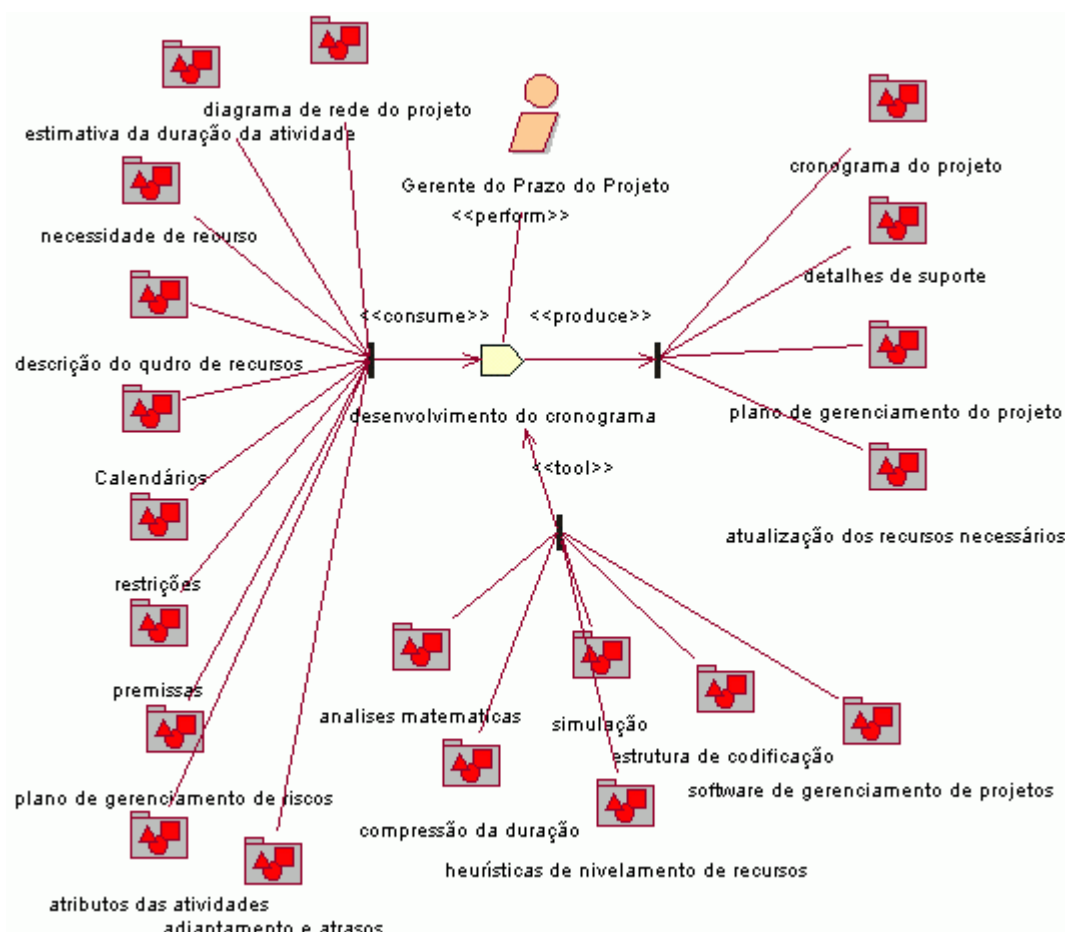 diagrama de rede do projeto
estimativa da duração da atividade
Gerente do Prazo do Projeto
<<perform>>
cronograma do projeto
necessidade de recurso
detalhes de suporte
<<consume>>
<<produce>>
descrição do qudro de recursos
desenvolvimento do cronograma
plano de gerenciamento do projeto
<<tool>>
Calendários
atualização dos recursos necessários
restrições
premissas
analises matematicas
simulação
estrutura de codificação
plano de gerenciamento de riscos
software de gerenciamento de projetos
compressão da duração
heurísticas de nivelamento de recursos
atributos das atividades
adiantamento e atrasos